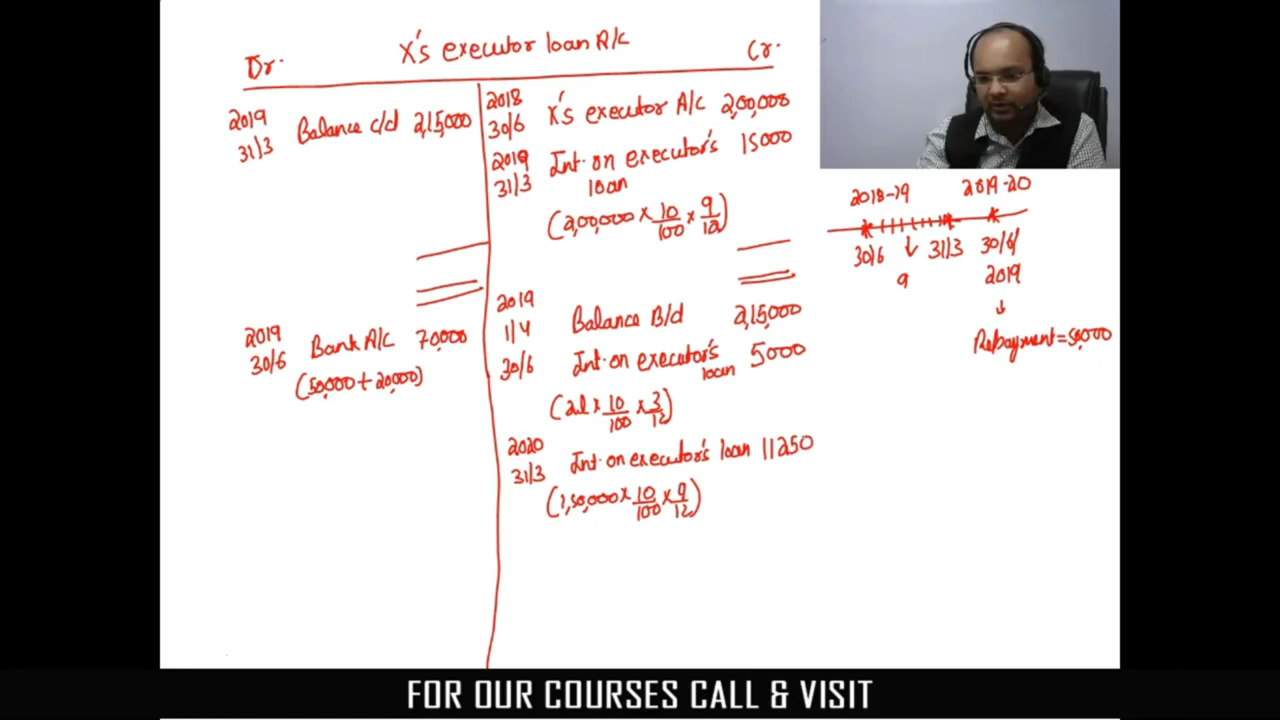 X's executor loan A/c
Dr. Cr.
2019
31/3 Balance c/d 2,15,000
2018
30/6 X's executor A/c 2,00,000
2019
31/3 Int. on executor's 15000
loan
(2,00,000 × 10/100 × 9/12)
2019
30/6 Bank A/c 70,000
(50,000 + 20,000)
2019
1/4 Balance B/d 2,15,000
30/6 Int. on executor's 5000
loan
(2L × 10/100 × 3/12)
2020
31/3 Int. on executor's loan 11250
(1,50,000 × 10/100 × 9/12)
2018-19 2019-20
30/6 ↓ 31/3 30/6/
9 2019
↓
Repayment = 50,000
FOR OUR COURSES CALL & VISIT